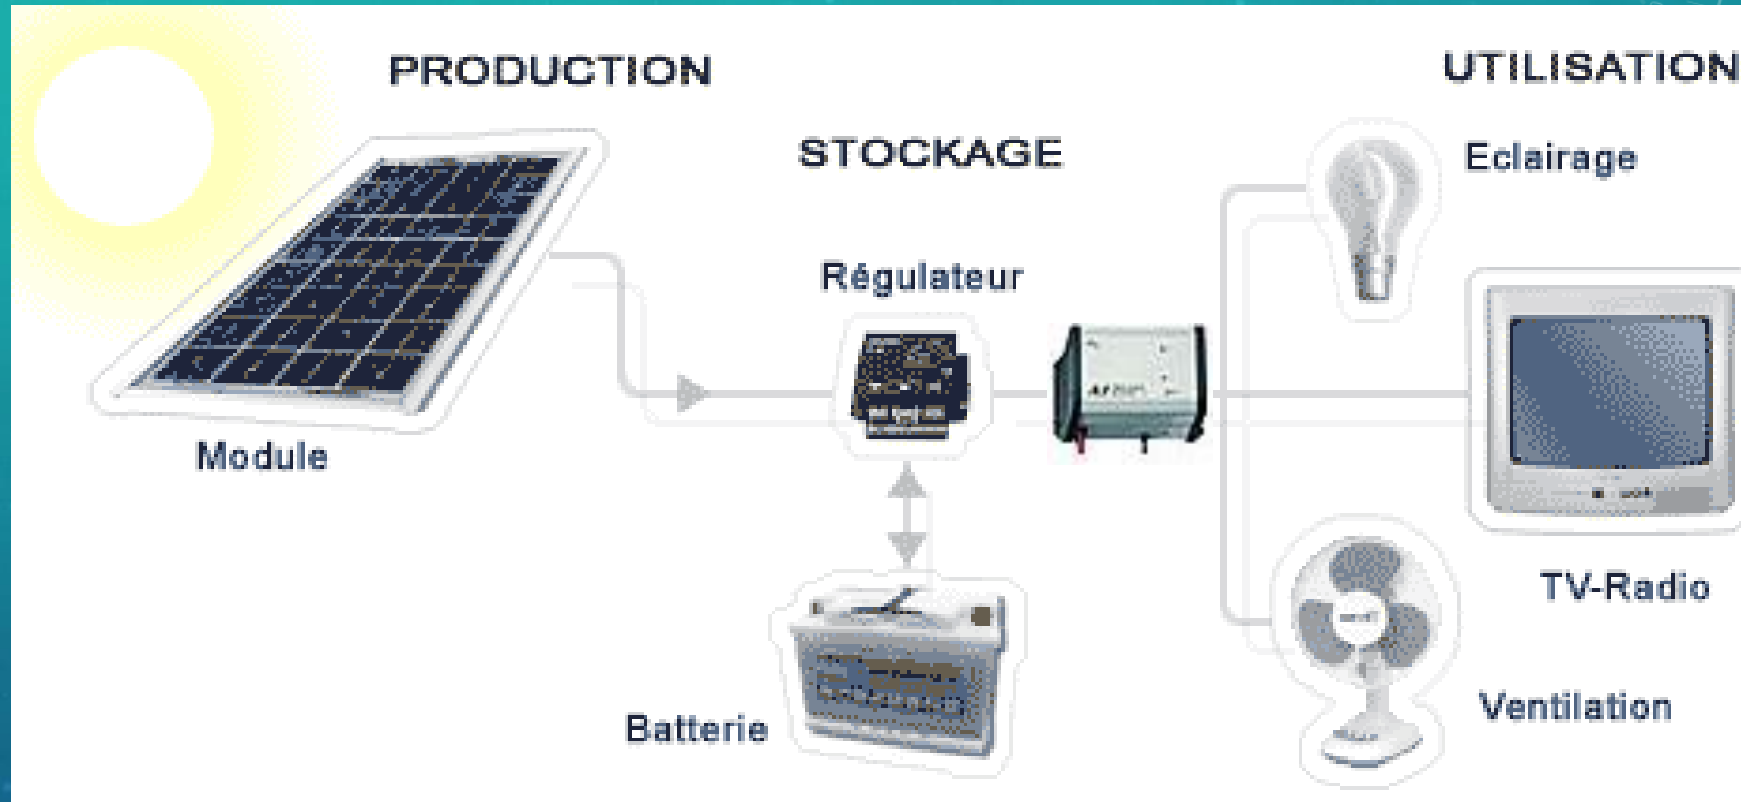 PRODUCTION
UTILISATION
STOCKAGE
Eclairage
Régulateur
Module
TV-Radio
Ventilation
Batterie